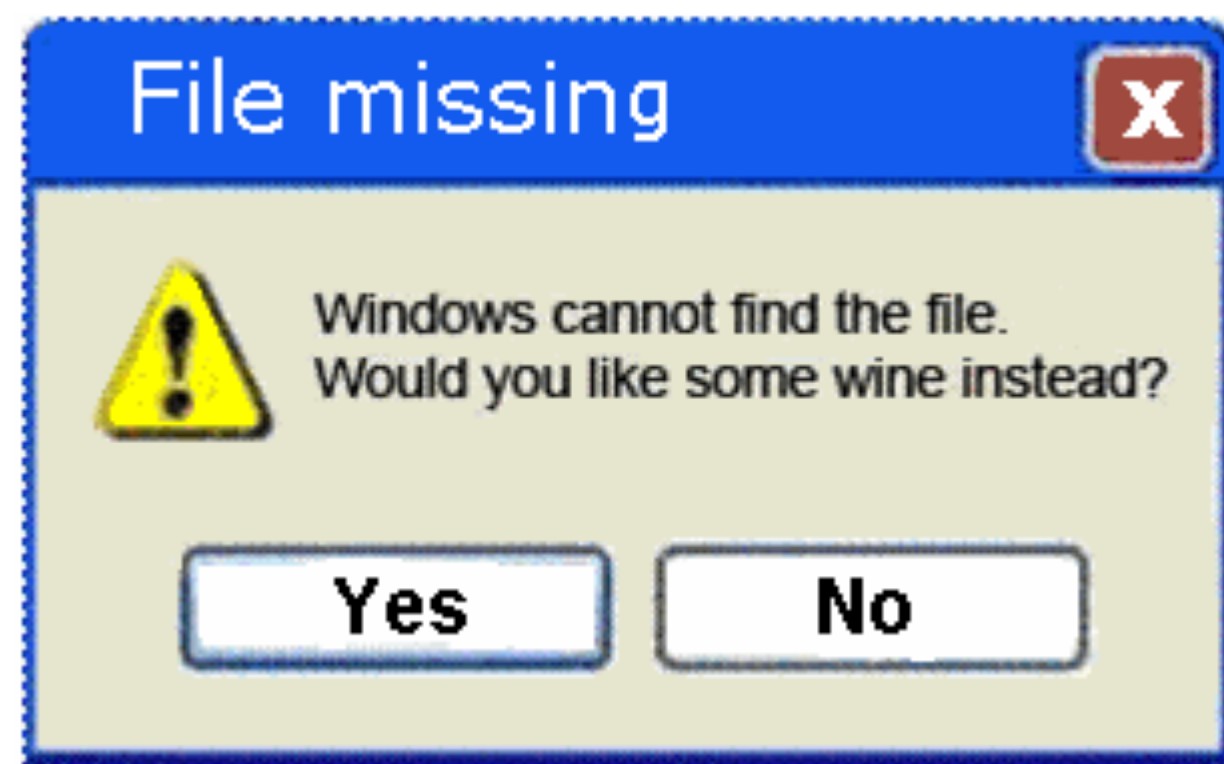 File missing
X
Windows cannot find the file.
Would you like some wine instead?
Yes
No